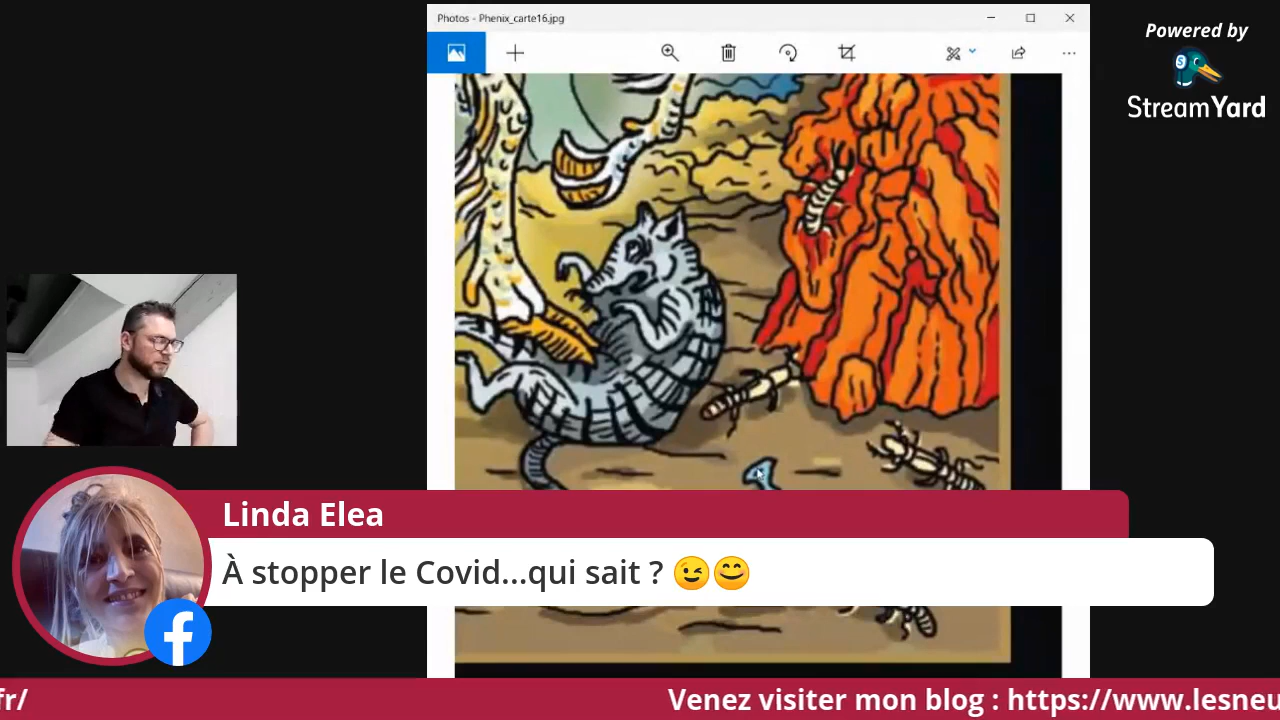 Photos - Phenix_carte16.jpg
Powered by
StreamYard
Linda Elea
À stopper le Covid...qui sait ? 😉😊
fr/
Venez visiter mon blog : https://www.lesneu